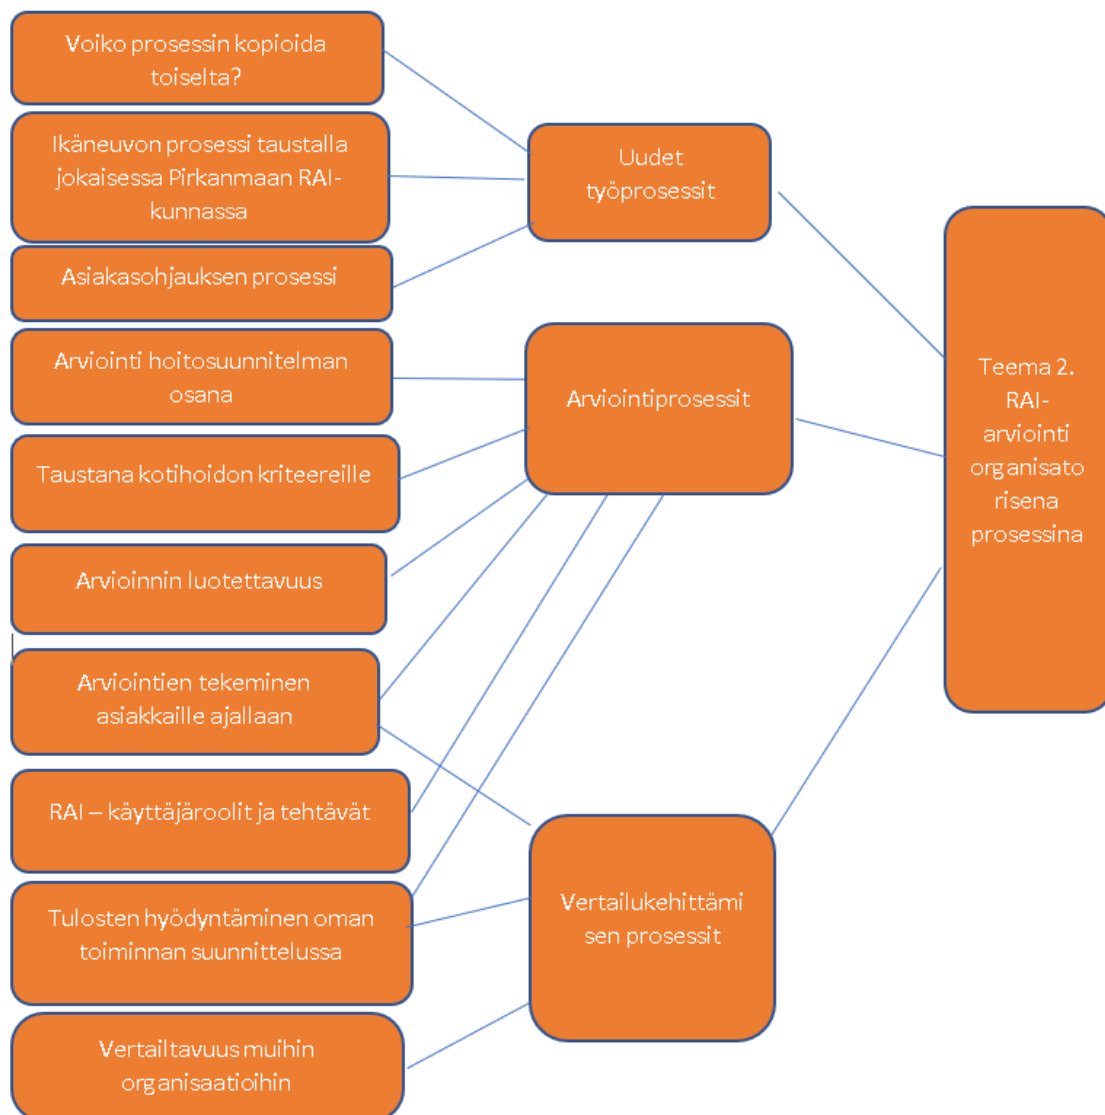 Voiko prosessin kopioida
toiselta?
Ikäneuvon prosessi taustalla
jokaisessa Pirkanmaan RAI-
kunnassa
Asiakasohjauksen prosessi
Arviointi hoitosuunnitelman
osana
Taustana kotihoidon kriteereille
Arvioinnin luotettavuus
Arviointien tekeminen
asiakkaille ajallaan
RAI – käyttäjäroolit ja tehtävät
Tulosten hyödyntäminen oman
toiminnan suunnittelussa
Vertailtavuus muihin
organisaatioihin
Uudet
työprosessit
Arviointiprosessit
Vertailukehittämi
sen prosessit
Teema 2.
RAI-
arviointi
organisato
risena
prosessina